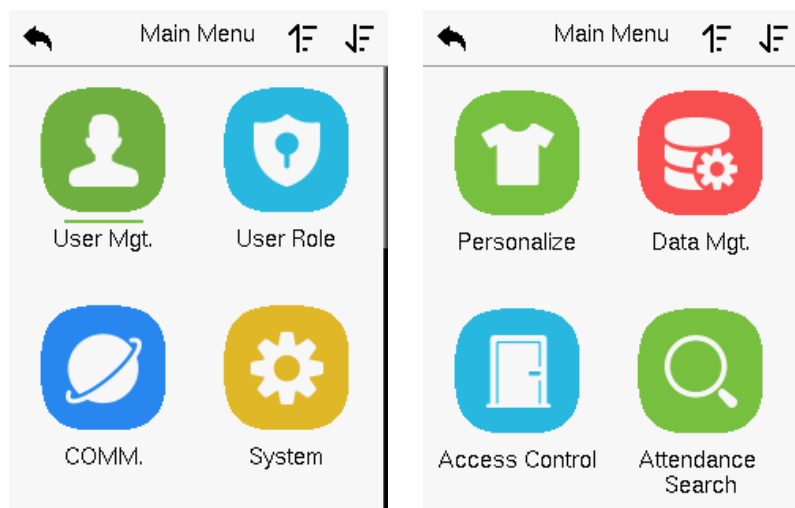 Main Menu
User Mgt.
User Role
COMM.
System
Main Menu
Personalize
Data Mgt.
Access Control
Attendance
Search